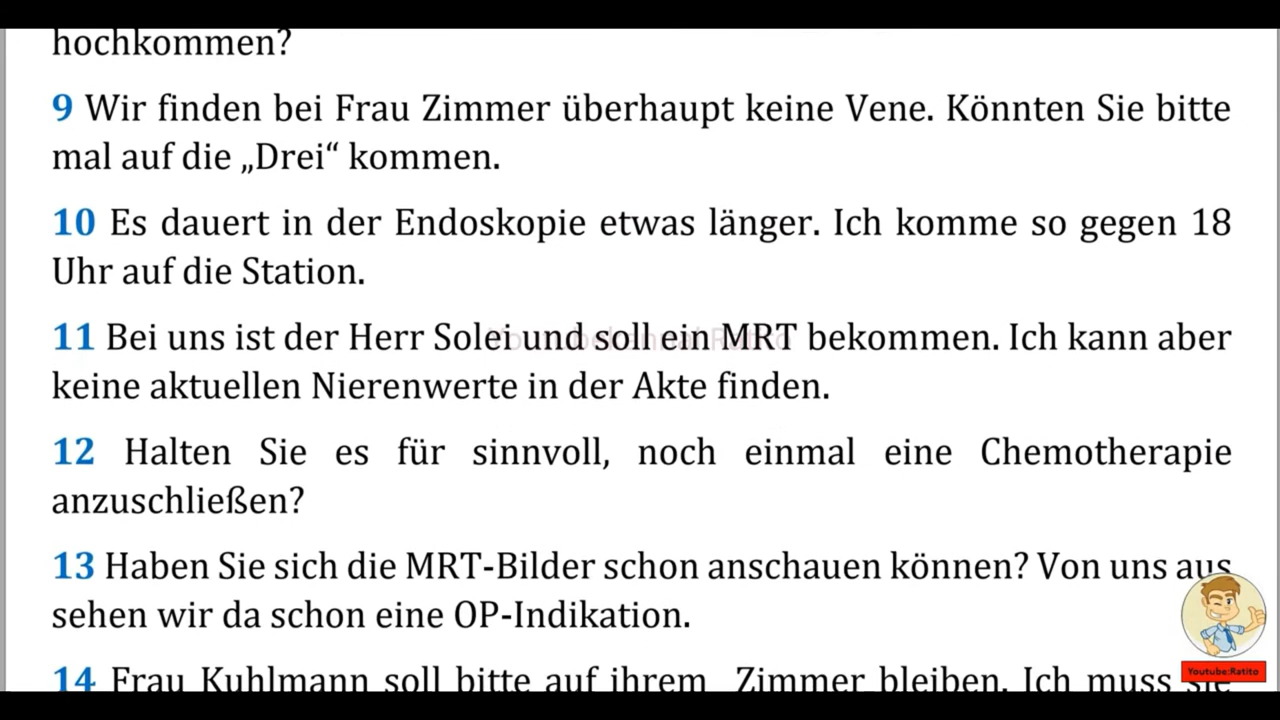 hochkommen?
9 Wir finden bei Frau Zimmer überhaupt keine Vene. Könnten Sie bitte
mal auf die „Drei“ kommen.
10 Es dauert in der Endoskopie etwas länger. Ich komme so gegen 18
Uhr auf die Station.
11 Bei uns ist der Herr Solei und soll ein MRT bekommen. Ich kann aber
keine aktuellen Nierenwerte in der Akte finden.
12 Halten Sie es für sinnvoll, noch einmal eine Chemotherapie
anzuschließen?
13 Haben Sie sich die MRT-Bilder schon anschauen können? Von uns aus
sehen wir da schon eine OP-Indikation.
14 Frau Kuhlmann soll bitte auf ihrem Zimmer bleiben. Ich muss sie
Youtube:Ratito